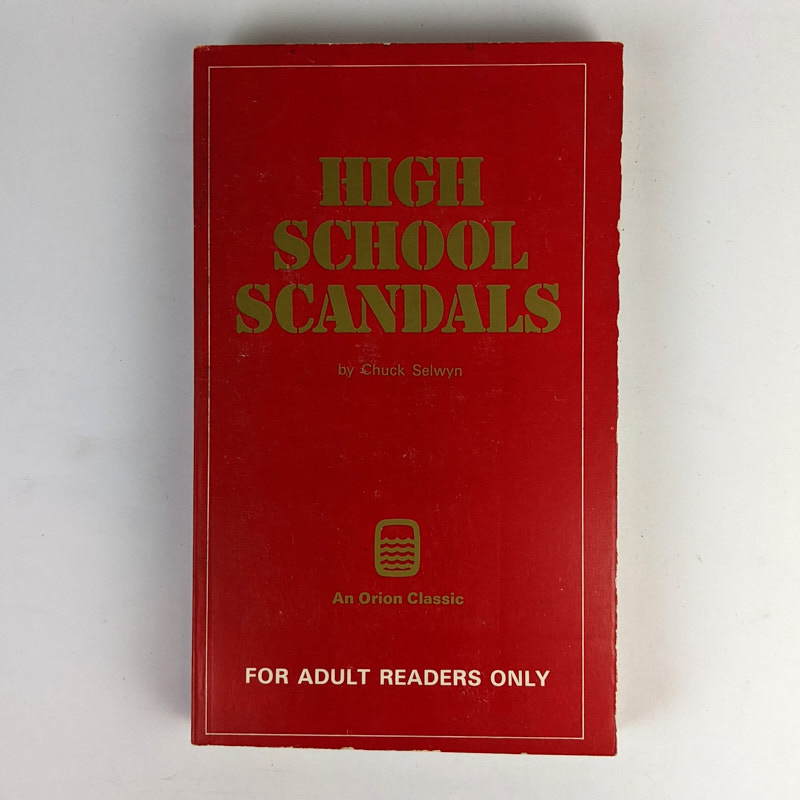 HIGH
SCHOOL
SCANDALS
by Chuck Selwyn
An Orion Classic
FOR ADULT READERS ONLY